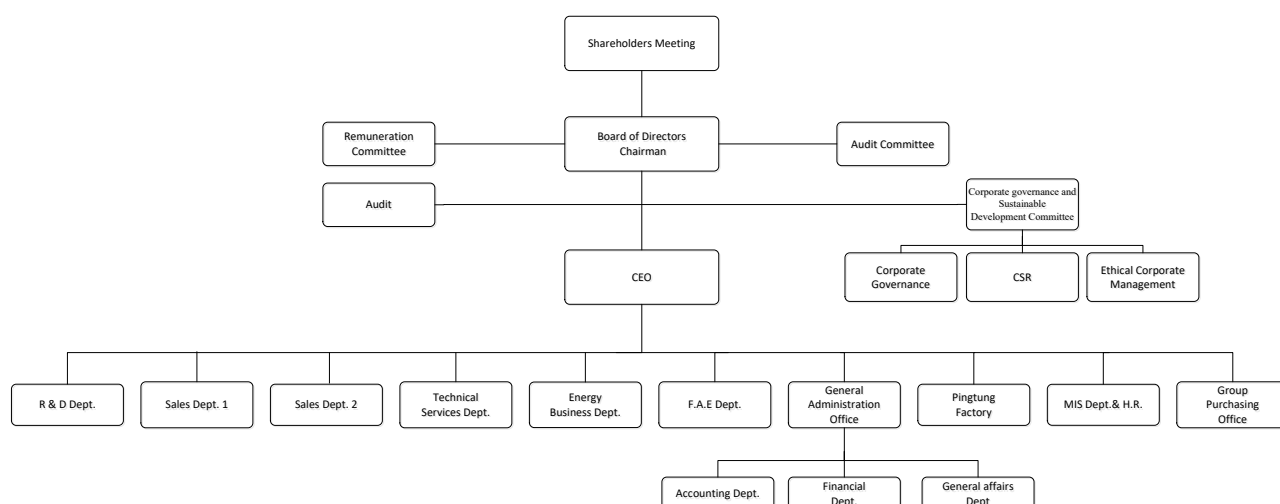 Shareholders Meeting
Remuneration
Committee
Board of Directors
Chairman
Audit Committee
Audit
Corporate governance and
Sustainable
Development Committee
CEO
Corporate
Governance
CSR
Ethical Corporate
Management
R & D Dept.
Sales Dept. 1
Sales Dept. 2
Technical
Services Dept.
Energy
Business Dept.
F.A.E Dept.
General
Administration
Office
Pingtung
Factory
MIS Dept.& H.R.
Group
Purchasing
Office
Accounting Dept.
Financial
Dept.
General affairs
Dept